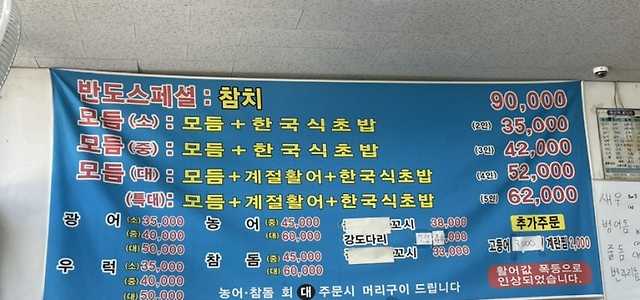 반도스페셜 : 참치 90,000
모듬(소) : 모듬+한국식초밥 (2인) 35,000
모듬(중) : 모듬+한국식초밥 (3인) 42,000
모듬(대) : 모듬+계절활어+한국식초밥 (4인) 52,000
(특대) : 모듬+계절활어+한국식초밥 (5인) 62,000
광 어 (소) 35,000
(중) 40,000
(대) 50,000
농 어 (중) 45,000
(대) 60,000
꼬시 38,000
강도다리
꼬시 33,000
추가주문
고등어 계란찜 2,000
우 럭 (소) 35,000
(중) 40,000
(대) 50,000
참 돔 (중) 45,000
(대) 60,000
활어값 폭등으로
인상되었습니다.
농어·참돔 회 대 주문시 머리구이 드립니다
새우
병어돔
줄돔